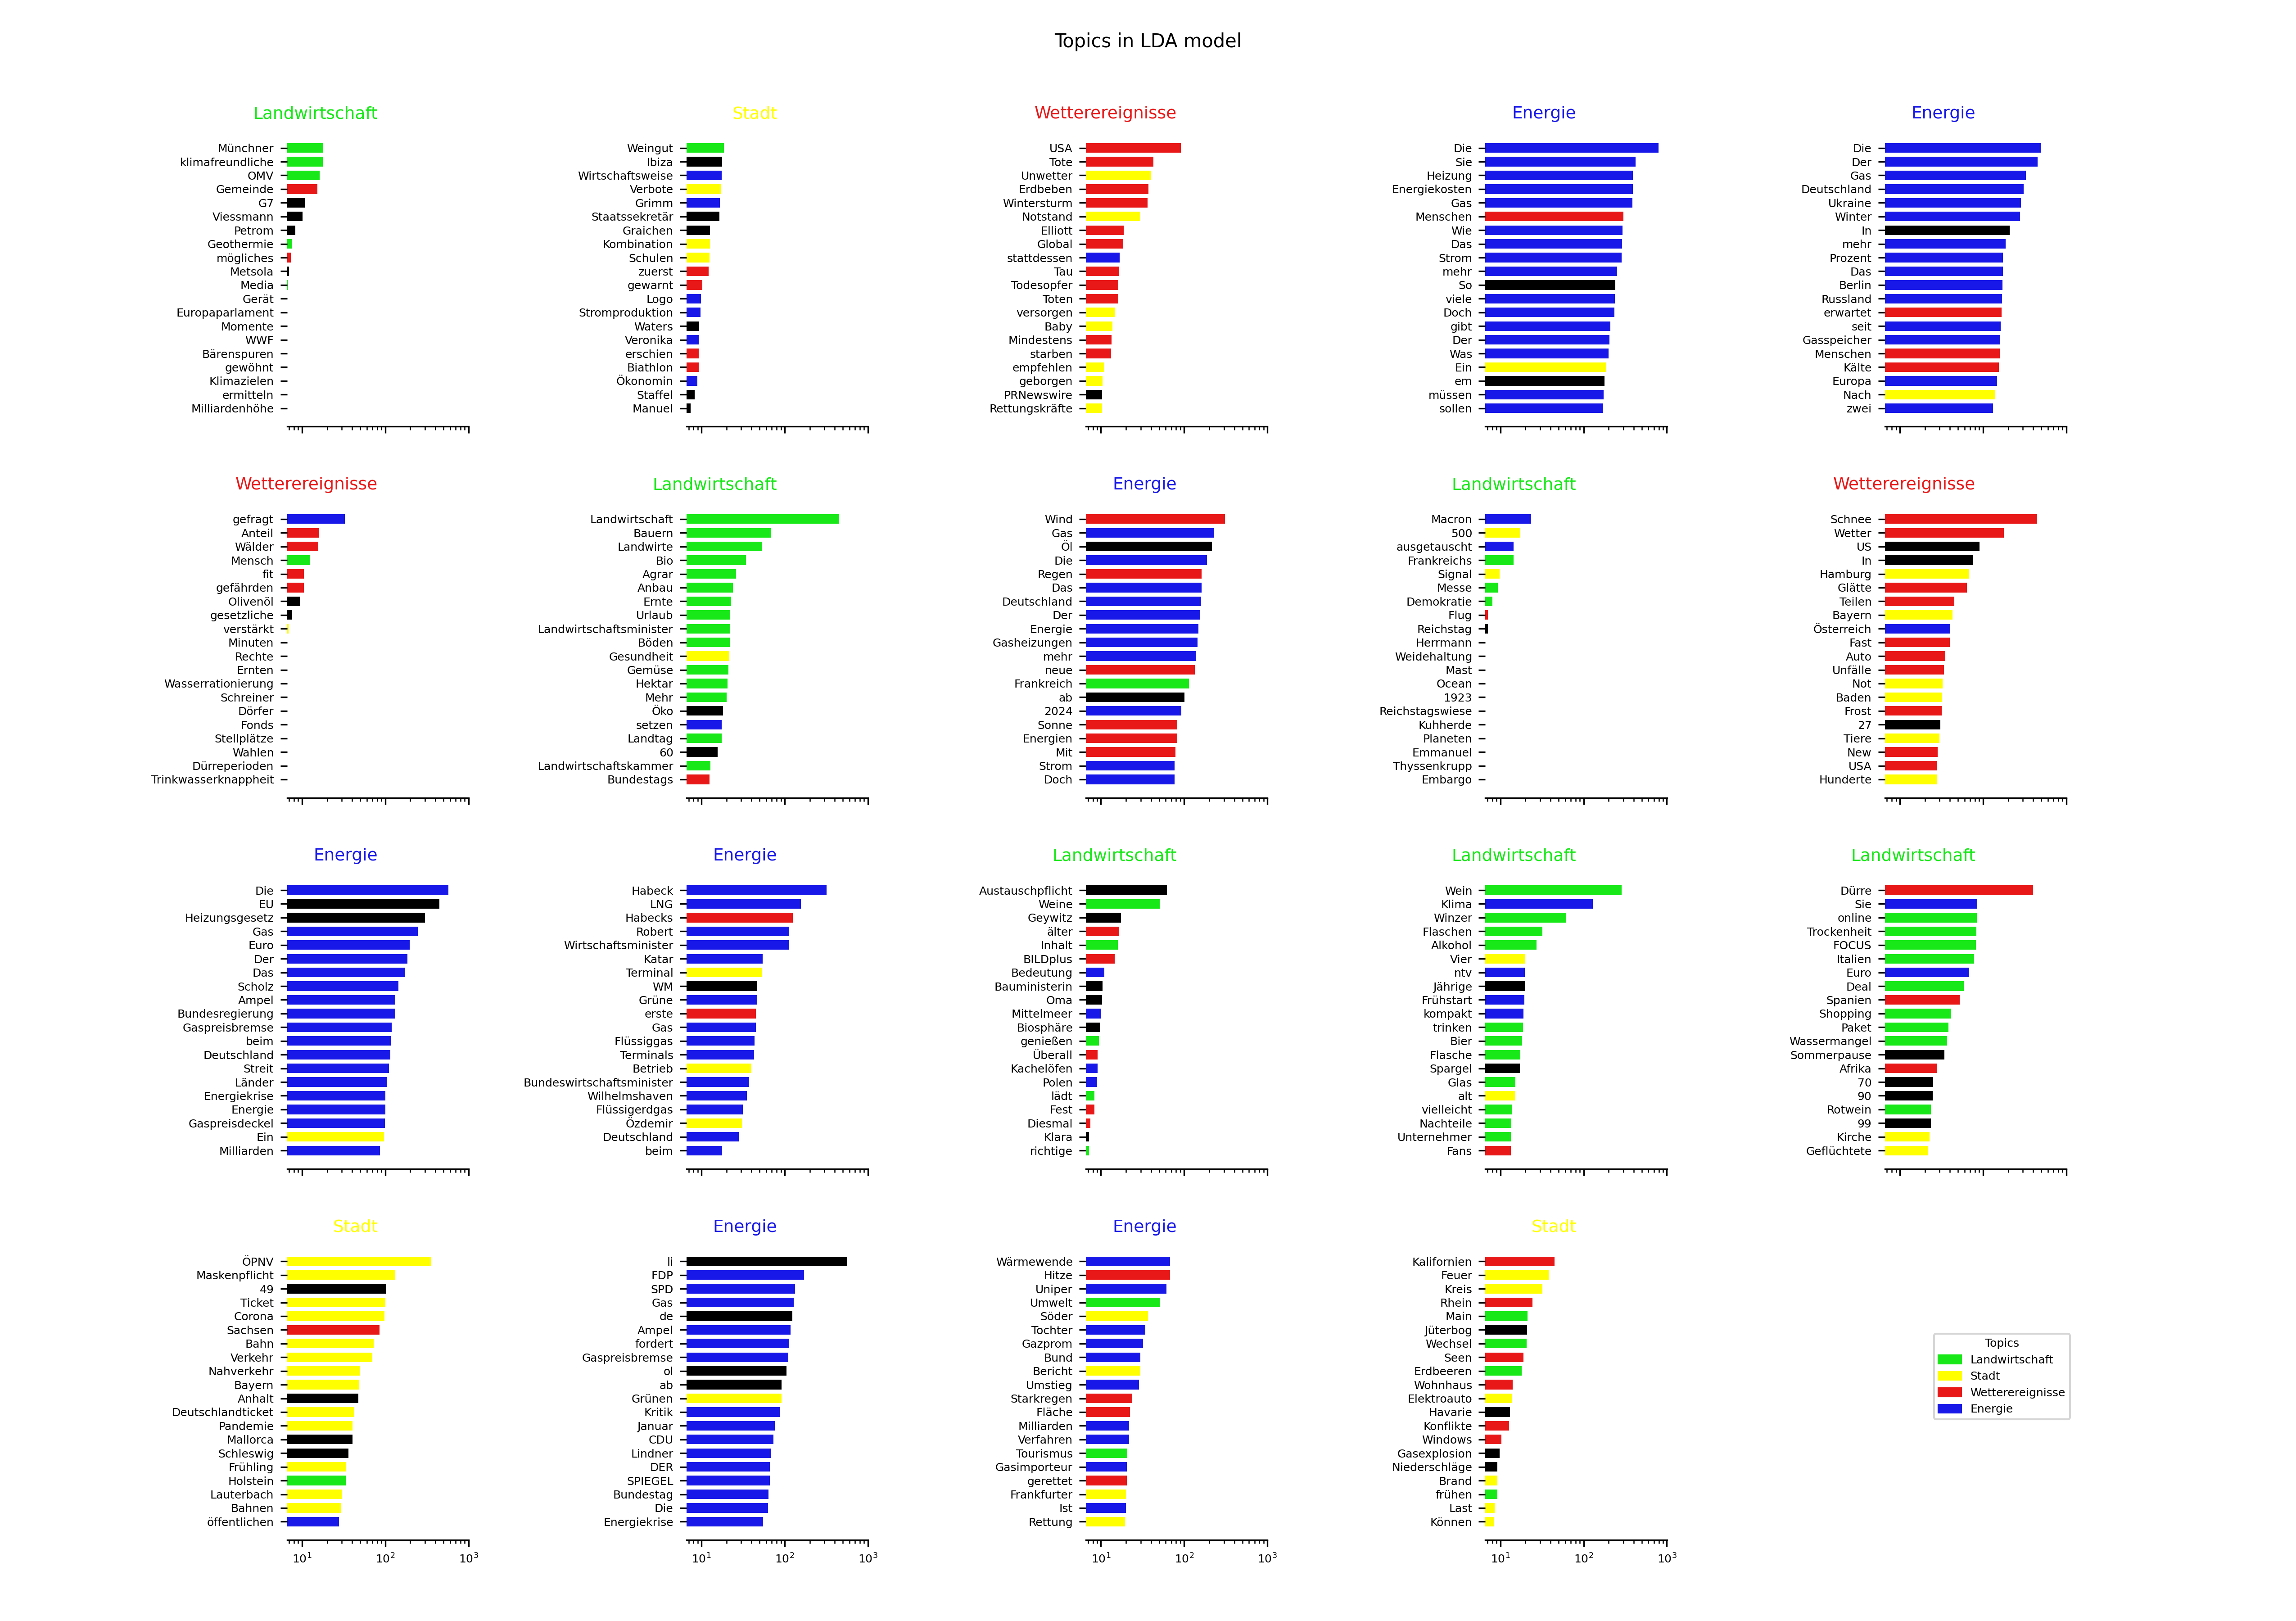 Topics in LDA model
Landwirtschaft
Münchner
klimafreundliche
OMV
Gemeinde
G7
Viessmann
Petrom
Geothermie
mögliches
Metsola
Media
Gerät
Europaparlament
Momente
WWF
Bärenspuren
gewöhnt
Klimazielen
ermitteln
Milliardenhöhe
Stadt
Weingut
Ibiza
Wirtschaftsweise
Verbote
Grimm
Staatssekretär
Graichen
Kombination
Schulen
zuerst
gewarnt
Logo
Stromproduktion
Waters
Veronika
erschien
Biathlon
Ökonomin
Staffel
Manuel
Wetterereignisse
USA
Tote
Unwetter
Erdbeben
Wintersturm
Notstand
Elliott
Global
stattdessen
Tau
Todesopfer
Toten
versorgen
Baby
Mindestens
starben
empfehlen
geborgen
PRNewswire
Rettungskräfte
Energie
Die
Sie
Heizung
Energiekosten
Gas
Menschen
Wie
Das
Strom
mehr
So
viele
Doch
gibt
Der
Was
Ein
em
müssen
sollen
Energie
Die
Der
Gas
Deutschland
Ukraine
Winter
In
mehr
Prozent
Das
Berlin
Russland
erwartet
seit
Gasspeicher
Menschen
Kälte
Europa
Nach
zwei
Wetterereignisse
gefragt
Anteil
Wälder
Mensch
fit
gefährden
Olivenöl
gesetzliche
verstärkt
Minuten
Rechte
Ernten
Wasserrationierung
Schreiner
Dörfer
Fonds
Stellplätze
Wahlen
Dürreperioden
Trinkwasserknappheit
Landwirtschaft
Landwirtschaft
Bauern
Landwirte
Bio
Agrar
Anbau
Ernte
Urlaub
Landwirtschaftsminister
Böden
Gesundheit
Gemüse
Hektar
Mehr
Öko
setzen
Landtag
60
Landwirtschaftskammer
Bundestags
Energie
Wind
Gas
Öl
Die
Regen
Das
Deutschland
Der
Energie
Gasheizungen
mehr
neue
Frankreich
ab
2024
Sonne
Energien
Mit
Strom
Doch
Landwirtschaft
Macron
500
ausgetauscht
Frankreichs
Signal
Messe
Demokratie
Flug
Reichstag
Herrmann
Weidehaltung
Mast
Ocean
1923
Reichstagswiese
Kuhherde
Planeten
Emmanuel
Thyssenkrupp
Embargo
Wetterereignisse
Schnee
Wetter
US
In
Hamburg
Glätte
Teilen
Bayern
Österreich
Fast
Auto
Unfälle
Not
Baden
Frost
27
Tiere
New
USA
Hunderte
Energie
Die
EU
Heizungsgesetz
Gas
Euro
Der
Das
Scholz
Ampel
Bundesregierung
Gaspreisbremse
beim
Deutschland
Streit
Länder
Energiekrise
Energie
Gaspreisdeckel
Ein
Milliarden
Energie
Habeck
LNG
Habecks
Robert
Wirtschaftsminister
Katar
Terminal
WM
Grüne
erste
Gas
Flüssiggas
Terminals
Betrieb
Bundeswirtschaftsminister
Wilhelmshaven
Flüssigerdgas
Özdemir
Deutschland
beim
Landwirtschaft
Austauschpflicht
Weine
Geywitz
älter
Inhalt
BILDplus
Bedeutung
Bauministerin
Oma
Mittelmeer
Biosphäre
genießen
Überall
Kachelöfen
Polen
lädt
Fest
Diesmal
Klara
richtige
Landwirtschaft
Wein
Klima
Winzer
Flaschen
Alkohol
Vier
ntv
Jährige
Frühstart
kompakt
trinken
Bier
Flasche
Spargel
Glas
alt
vielleicht
Nachteile
Unternehmer
Fans
Landwirtschaft
Dürre
Sie
online
Trockenheit
FOCUS
Italien
Euro
Deal
Spanien
Shopping
Paket
Wassermangel
Sommerpause
Afrika
70
90
Rotwein
99
Kirche
Geflüchtete
Stadt
ÖPNV
Maskenpflicht
49
Ticket
Corona
Sachsen
Bahn
Verkehr
Nahverkehr
Bayern
Anhalt
Deutschlandticket
Pandemie
Mallorca
Schleswig
Frühling
Holstein
Lauterbach
Bahnen
öffentlichen
10¹ 10² 10³
Energie
li
FDP
SPD
Gas
de
Ampel
fordert
Gaspreisbremse
ol
ab
Grünen
Kritik
Januar
CDU
Lindner
DER
SPIEGEL
Bundestag
Die
Energiekrise
10¹ 10² 10³
Energie
Wärmewende
Hitze
Uniper
Umwelt
Söder
Tochter
Gazprom
Bund
Bericht
Umstieg
Starkregen
Fläche
Milliarden
Verfahren
Tourismus
Gasimporteur
gerettet
Frankfurter
Ist
Rettung
10¹ 10² 10³
Stadt
Kalifornien
Feuer
Kreis
Rhein
Main
Jüterbog
Wechsel
Seen
Erdbeeren
Wohnhaus
Elektroauto
Havarie
Konflikte
Windows
Gasexplosion
Niederschläge
Brand
frühen
Last
Können
10¹ 10² 10³
Topics
Landwirtschaft
Stadt
Wetterereignisse
Energie